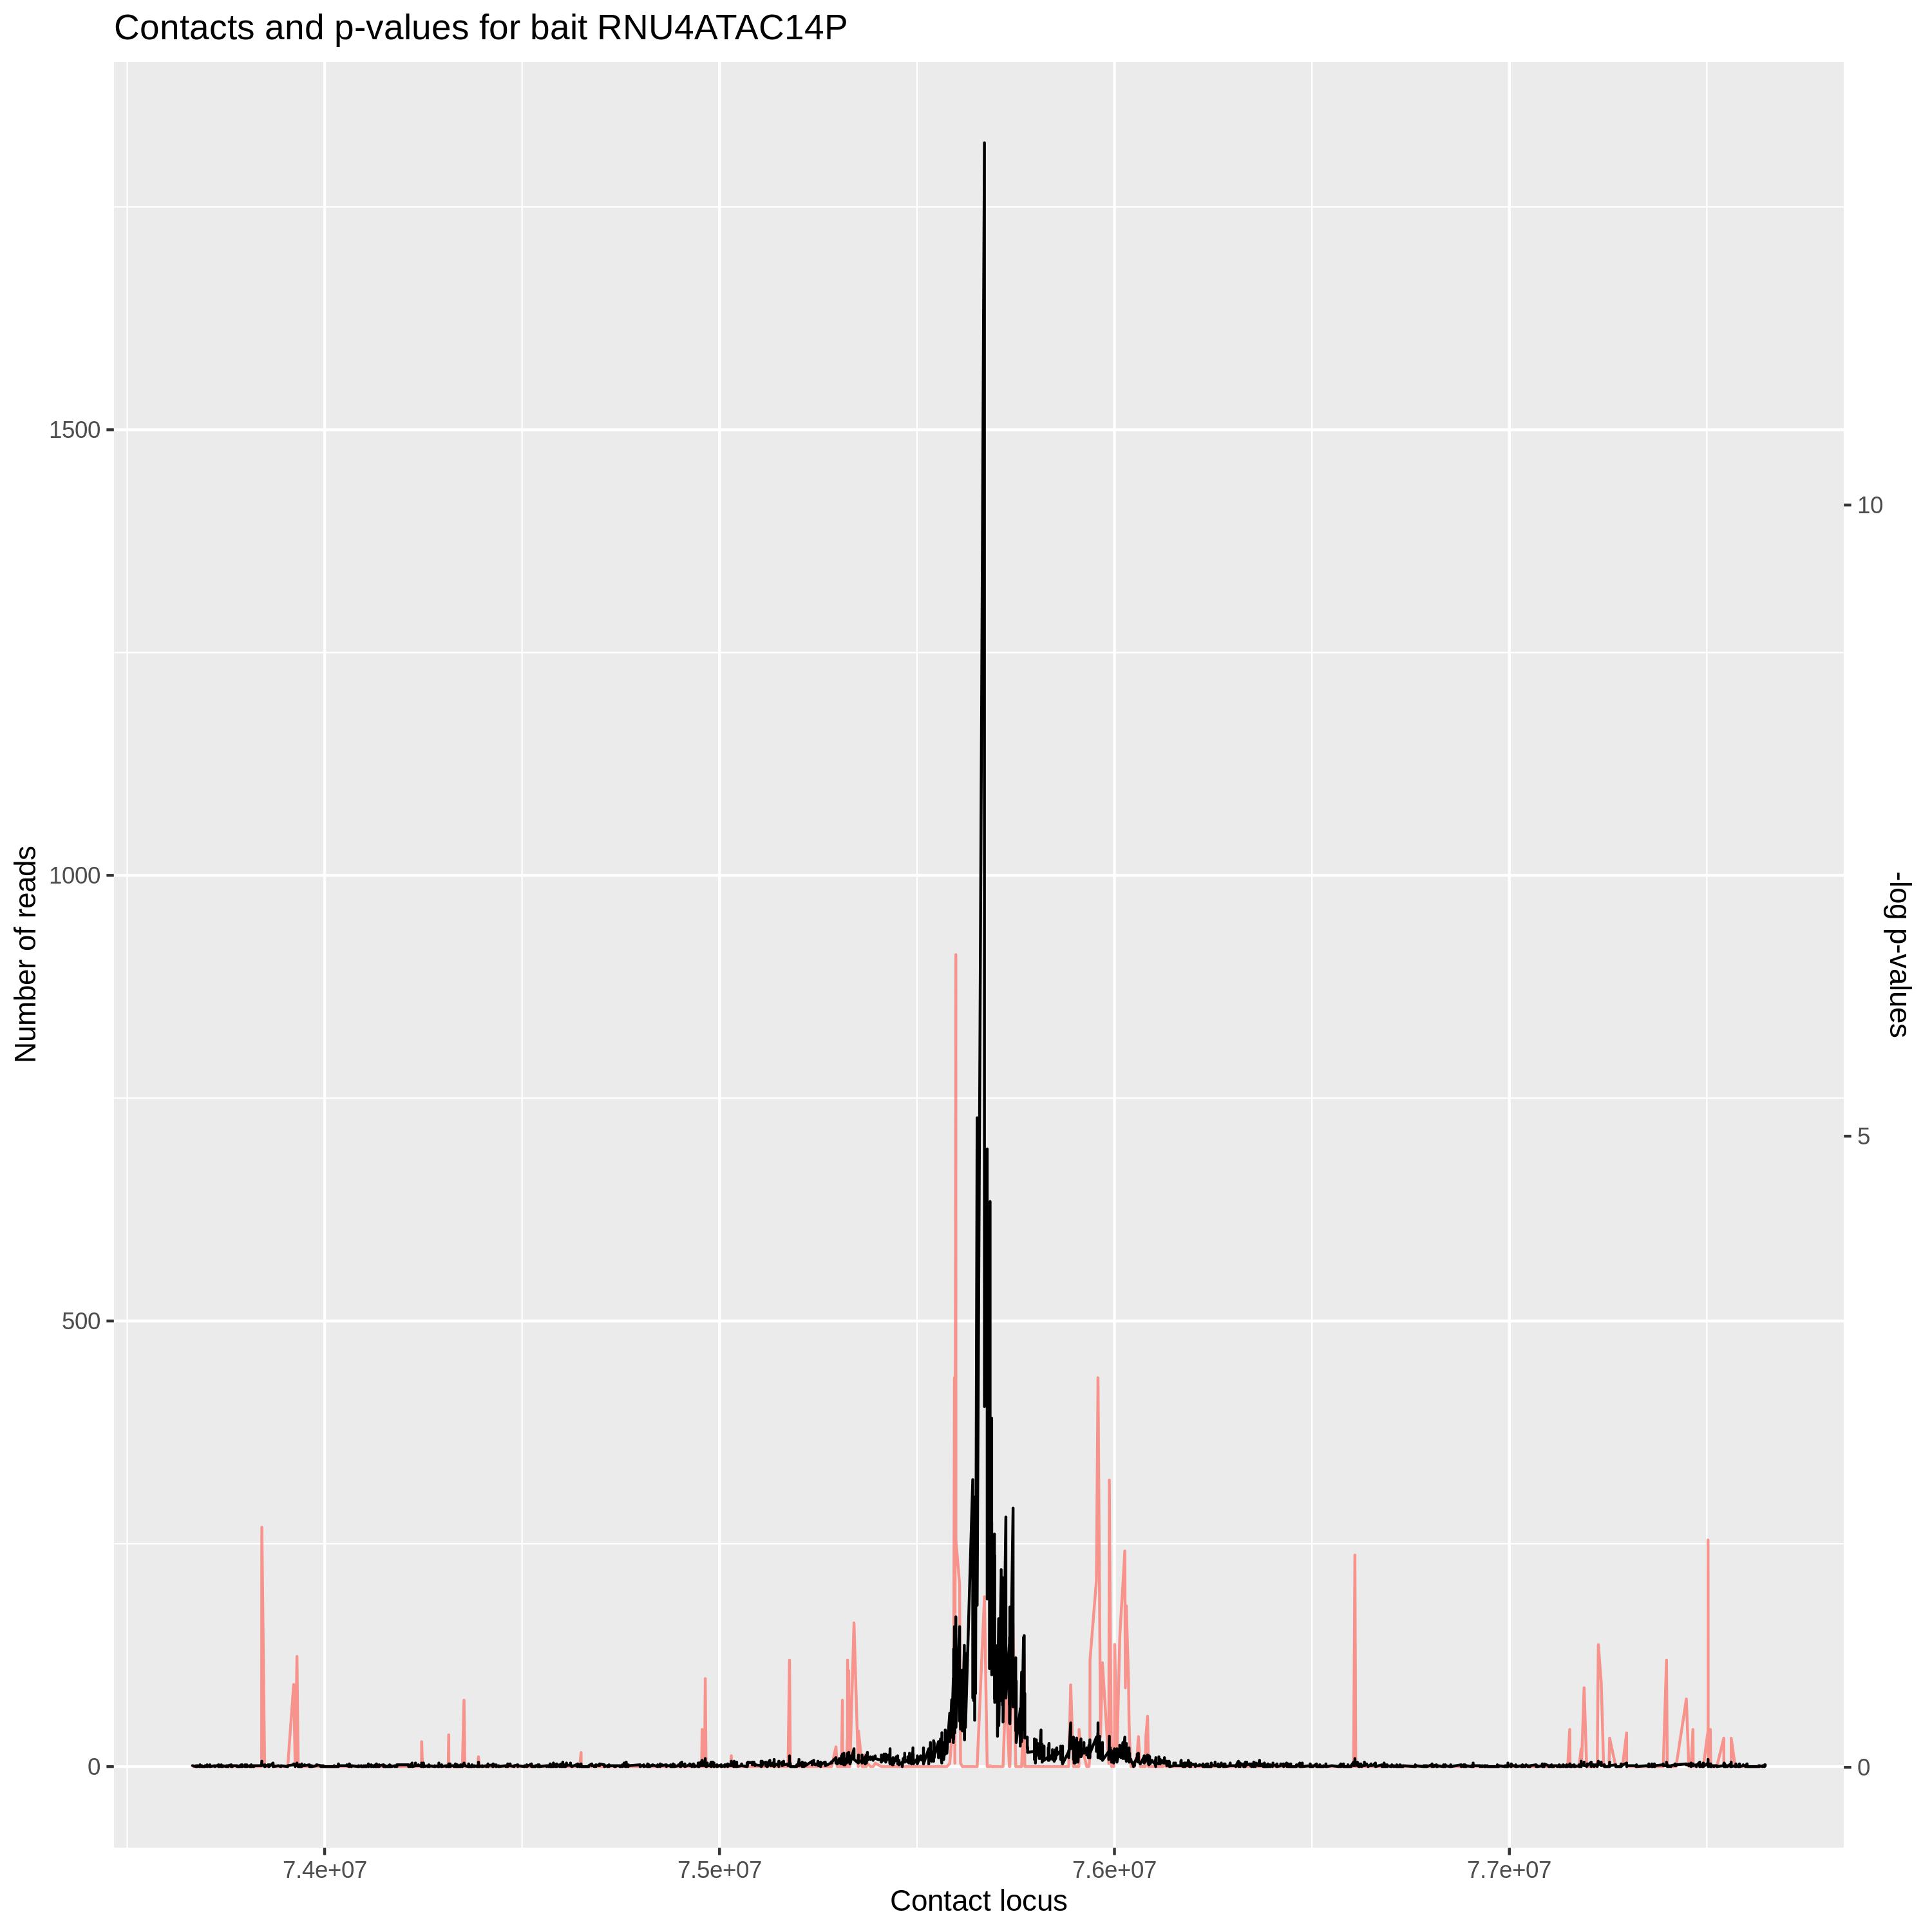 Contacts and p-values for bait RNU4ATAC14P
1500
1000
500
0
Number of reads
10
5
0
-log p-values
7.4e+07
7.5e+07
7.6e+07
7.7e+07
Contact locus